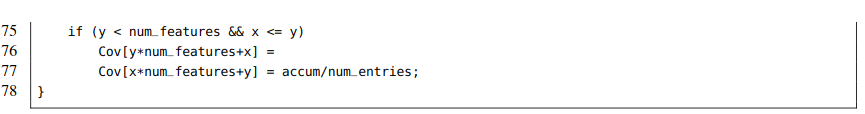 75 if (y < num_features && x <= y)
76 Cov[y*num_features+x] =
77 Cov[x*num_features+y] = accum/num_entries;
78 }